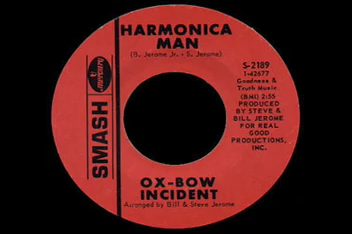 HARMONICA
MAN
(B. Jerome Jr. - S. Jerome)
SMASH
mercury
S-2189
1-42677
Goodness &
Truth Music
(BMI) 2:55
PRODUCED
BY STEVE &
BILL JEROME
FOR REAL
GOOD
PRODUCTIONS,
INC.
OX-BOW
INCIDENT
Arranged by Bill & Steve Jerome